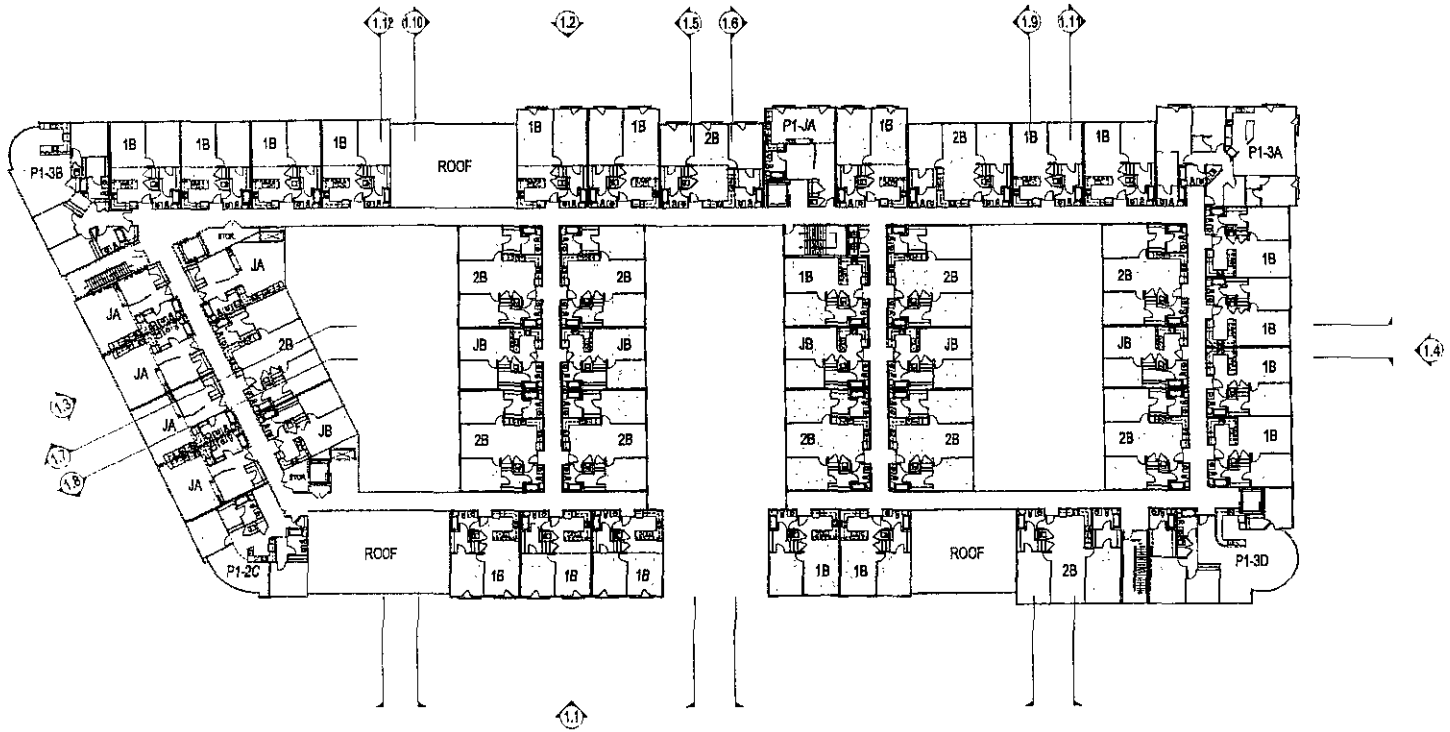 1.12 1.10 1.2 1.5 1.6 1.9 1.11
1B 1B 2B P1-JA 1B 2B 1B 1B P1-3A
P1-3B 1B 1B 1B 1B ROOF
STOR
JA 2B 2B 1B 2B 2B 1B
JA
2B JB JB JB JB JB 1B
1B
1.4
JA
1.3
JA JB 2B 2B 2B 2B 2B 1B
1.7
1.8
JA STOR
P1-2C ROOF 1B 1B 1B 1B 1B ROOF 2B P1-3D
1.1